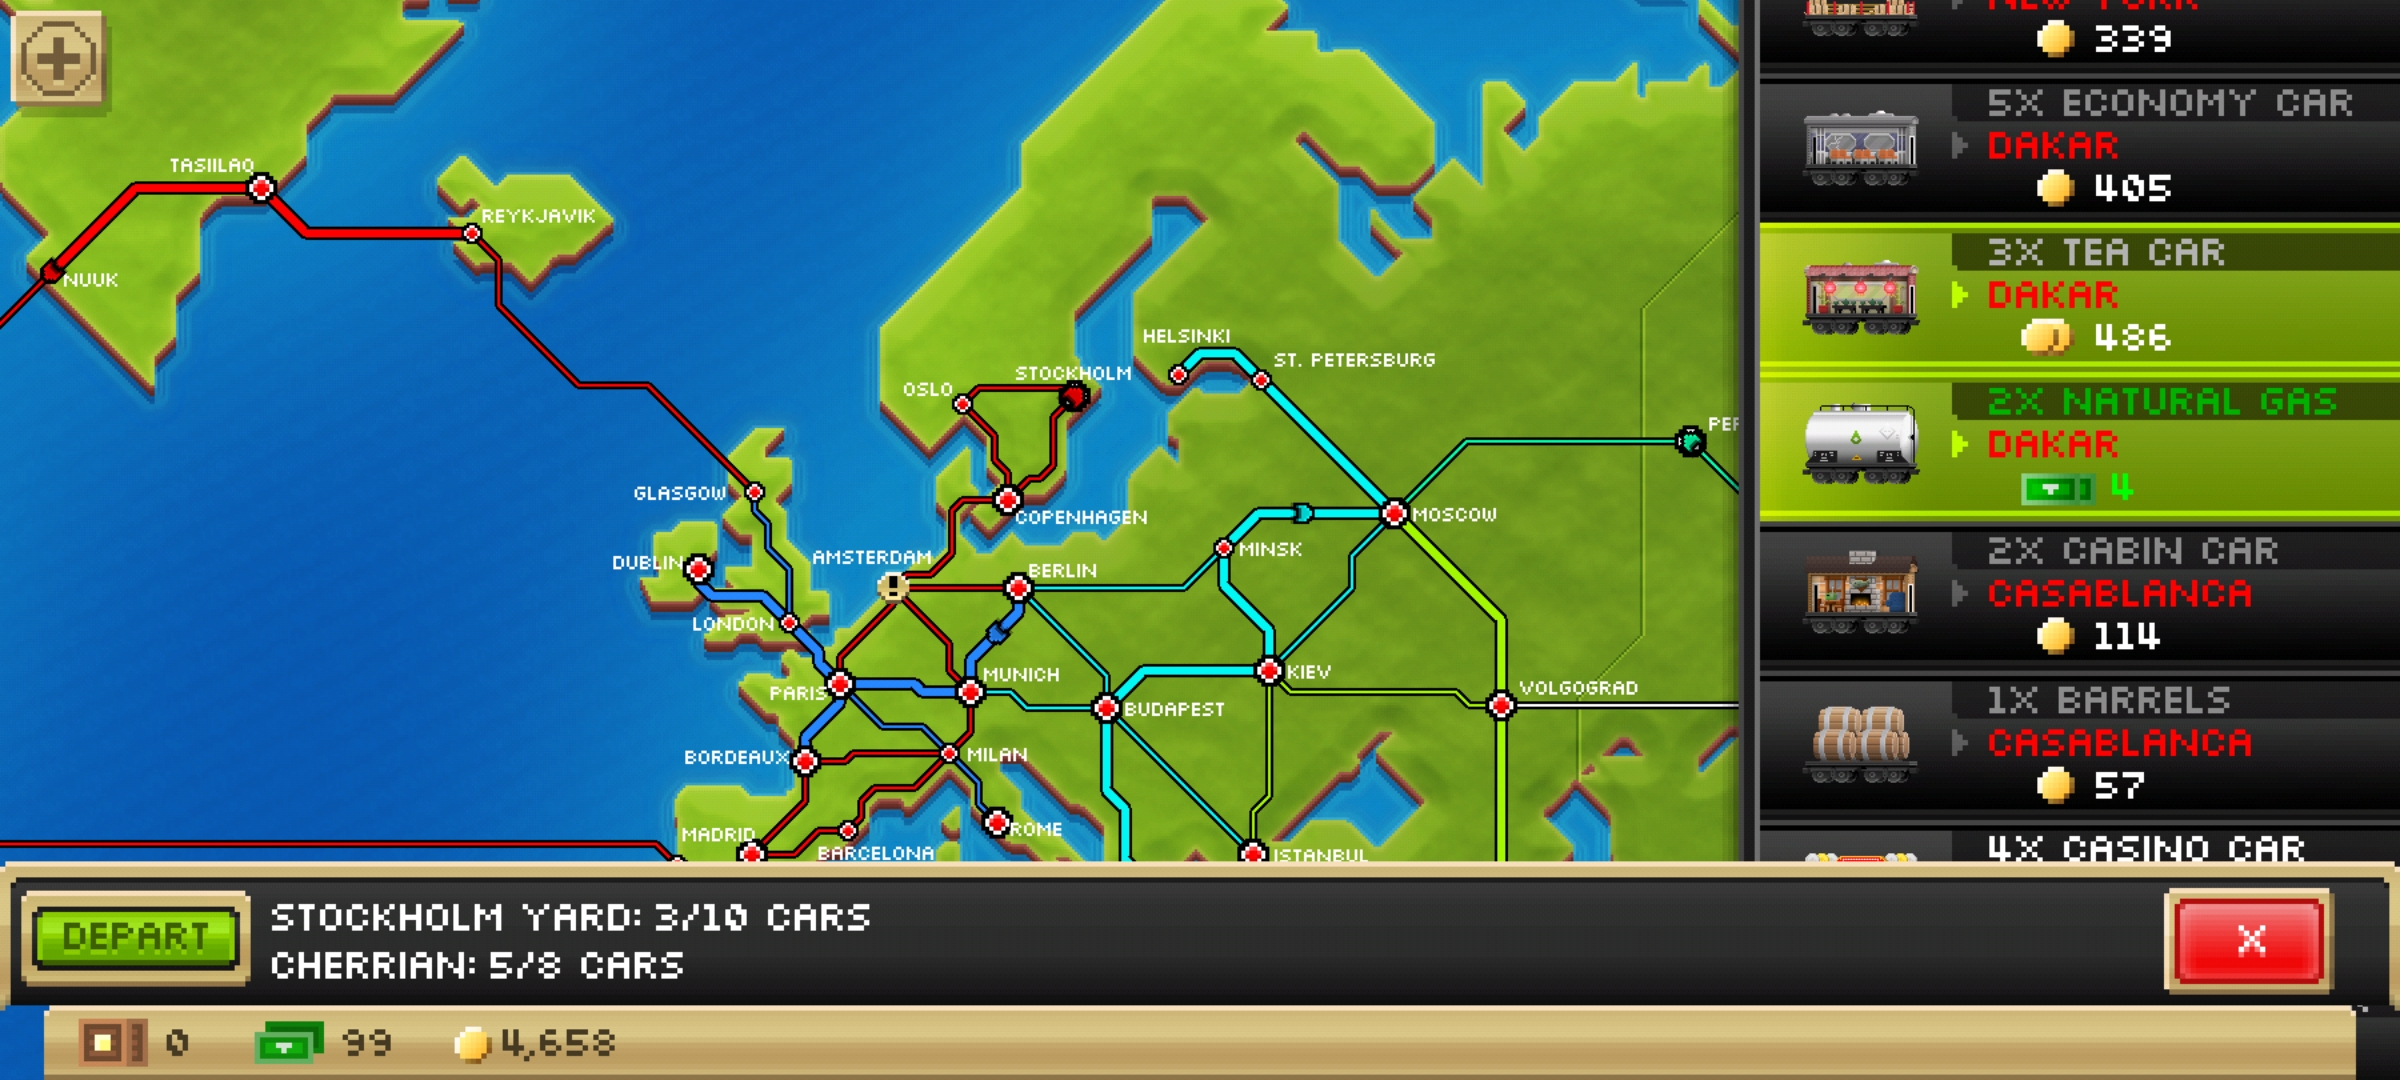 TASIILAQ
REYKJAVIK
NUUK
HELSINKI
ST. PETERSBURG
STOCKHOLM
OSLO
GLASGOW
COPENHAGEN
MOSCOW
DUBLIN
AMSTERDAM
MINSK
BERLIN
LONDON
PARIS
MUNICH
KIEV
BUDAPEST
VOLGOGRAD
BORDEAUX
MILAN
MADRID
ROME
BARCELONA
ISTANBUL
NEW YORK
339
5X ECONOMY CAR
DAKAR
405
3X TEA CAR
DAKAR
486
2X NATURAL GAS
DAKAR
4
2X CABIN CAR
CASABLANCA
114
1X BARRELS
CASABLANCA
57
4X CASINO CAR
DEPART
STOCKHOLM YARD: 3/10 CARS
CHERRIAN: 5/8 CARS
X
0
99
4,658